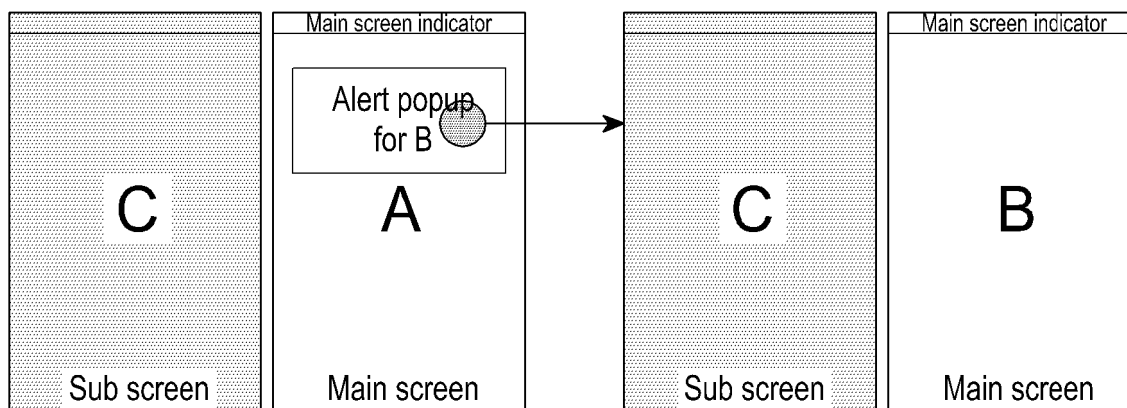 Main screen indicator
Alert popup
for B
C
A
Sub screen
Main screen
Main screen indicator
C
B
Sub screen
Main screen